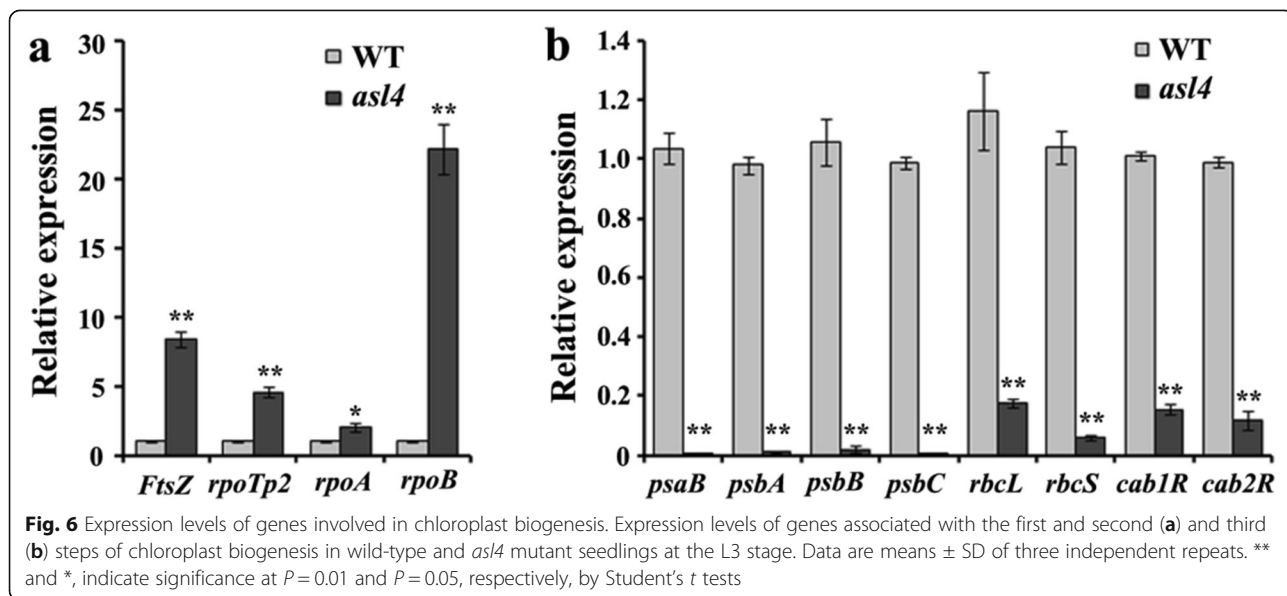 a
30
25
20
15
10
5
0
Relative expression
WT
asl4
**
**
*
**
FtsZ rpoTp2 rpoA rpoB
b
1.4
1.2
1.0
0.8
0.6
0.4
0.2
0
Relative expression
WT
asl4
**
**
**
**
**
**
**
**
psaB psbA psbB psbC rbcL rbcS cab1R cab2R
Fig. 6 Expression levels of genes involved in chloroplast biogenesis. Expression levels of genes associated with the first and second (a) and third
(b) steps of chloroplast biogenesis in wild-type and asl4 mutant seedlings at the L3 stage. Data are means ± SD of three independent repeats. **
and *, indicate significance at P = 0.01 and P = 0.05, respectively, by Student's t tests